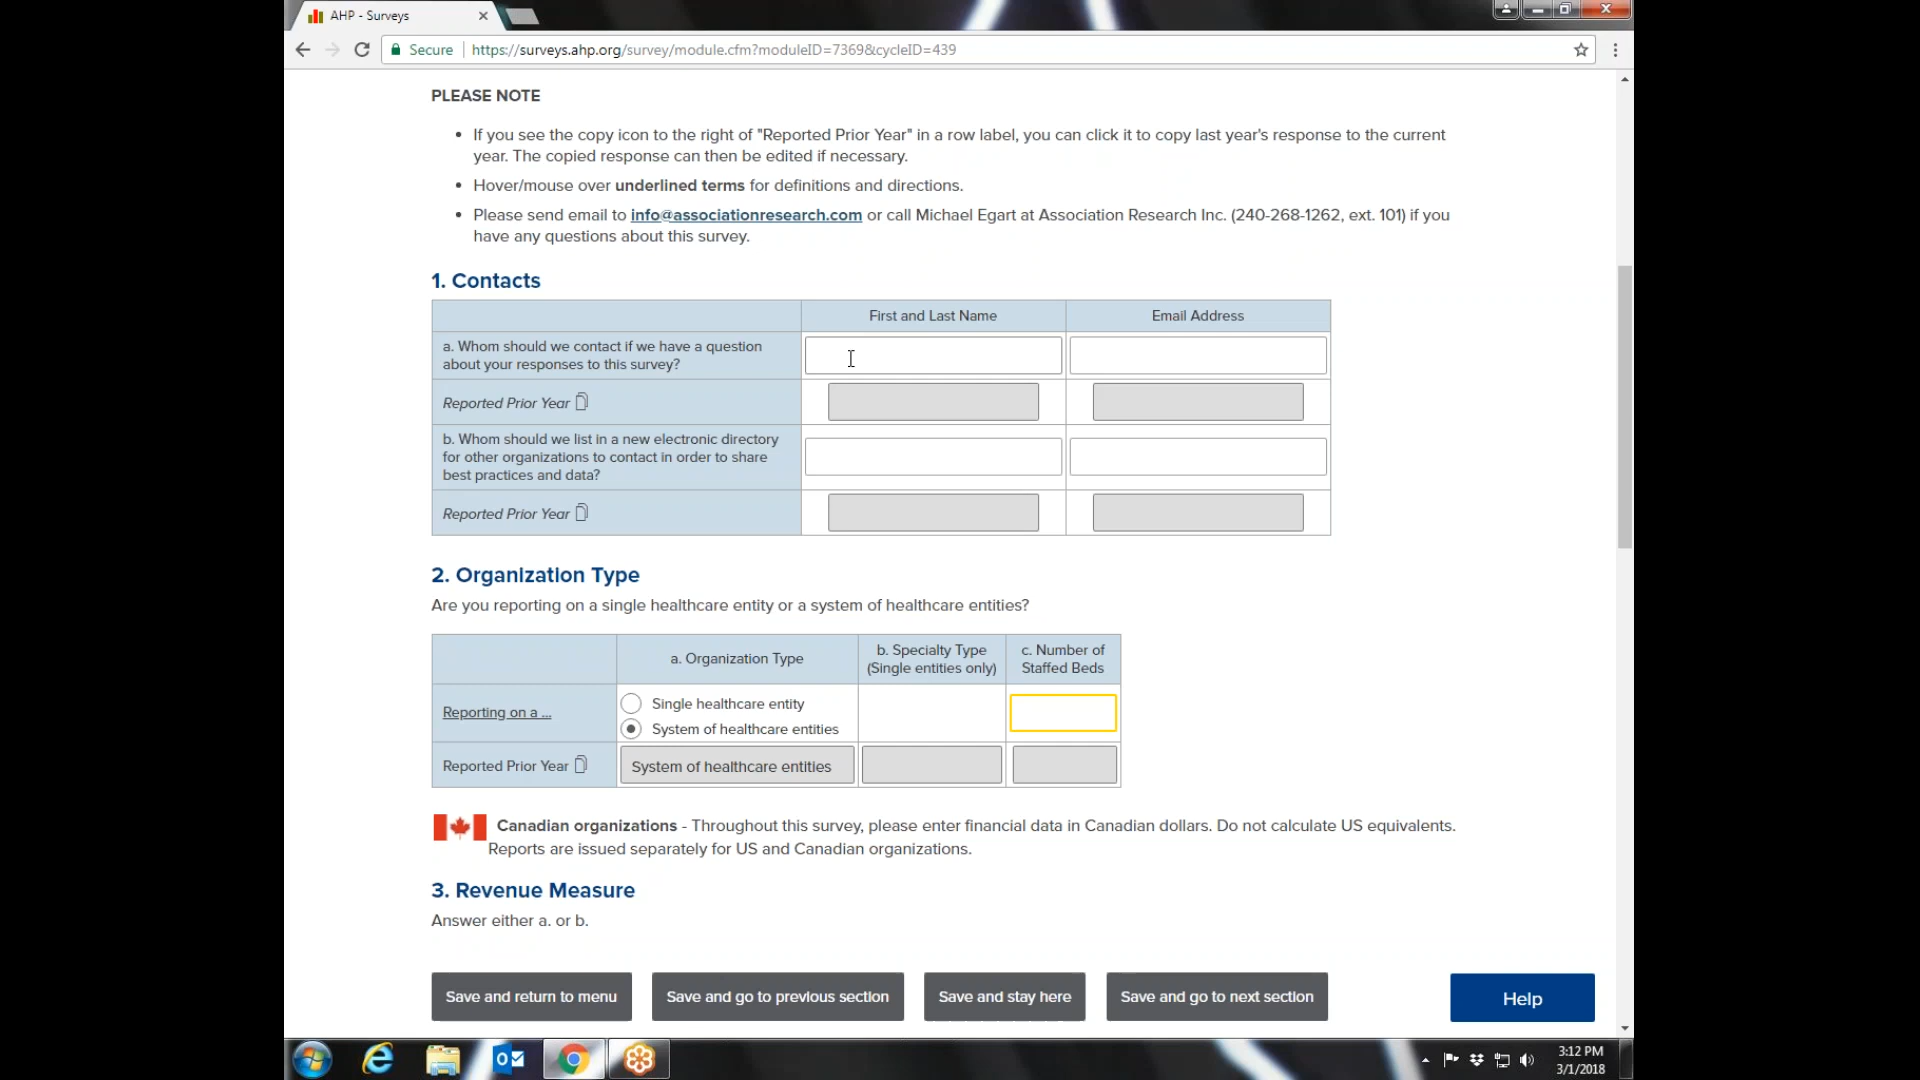 AHP - Surveys
Secure https://surveys.ahp.org/survey/module.cfm?moduleID=7369&cycleID=439
PLEASE NOTE
• If you see the copy icon to the right of "Reported Prior Year" in a row label, you can click it to copy last year's response to the current
year. The copied response can then be edited if necessary.
• Hover/mouse over underlined terms for definitions and directions.
• Please send email to info@associationresearch.com or call Michael Egart at Association Research Inc. (240-268-1262, ext. 101) if you
have any questions about this survey.
1. Contacts
First and Last Name Email Address
a. Whom should we contact if we have a question
about your responses to this survey?
Reported Prior Year
b. Whom should we list in a new electronic directory
for other organizations to contact in order to share
best practices and data?
Reported Prior Year
2. Organization Type
Are you reporting on a single healthcare entity or a system of healthcare entities?
a. Organization Type
b. Specialty Type
(Single entities only)
c. Number of
Staffed Beds
Reporting on a ...
Single healthcare entity
System of healthcare entities
Reported Prior Year System of healthcare entities
Canadian organizations - Throughout this survey, please enter financial data in Canadian dollars. Do not calculate US equivalents.
Reports are issued separately for US and Canadian organizations.
3. Revenue Measure
Answer either a. or b.
Save and return to menu Save and go to previous section Save and stay here Save and go to next section Help
3:12 PM
3/1/2018